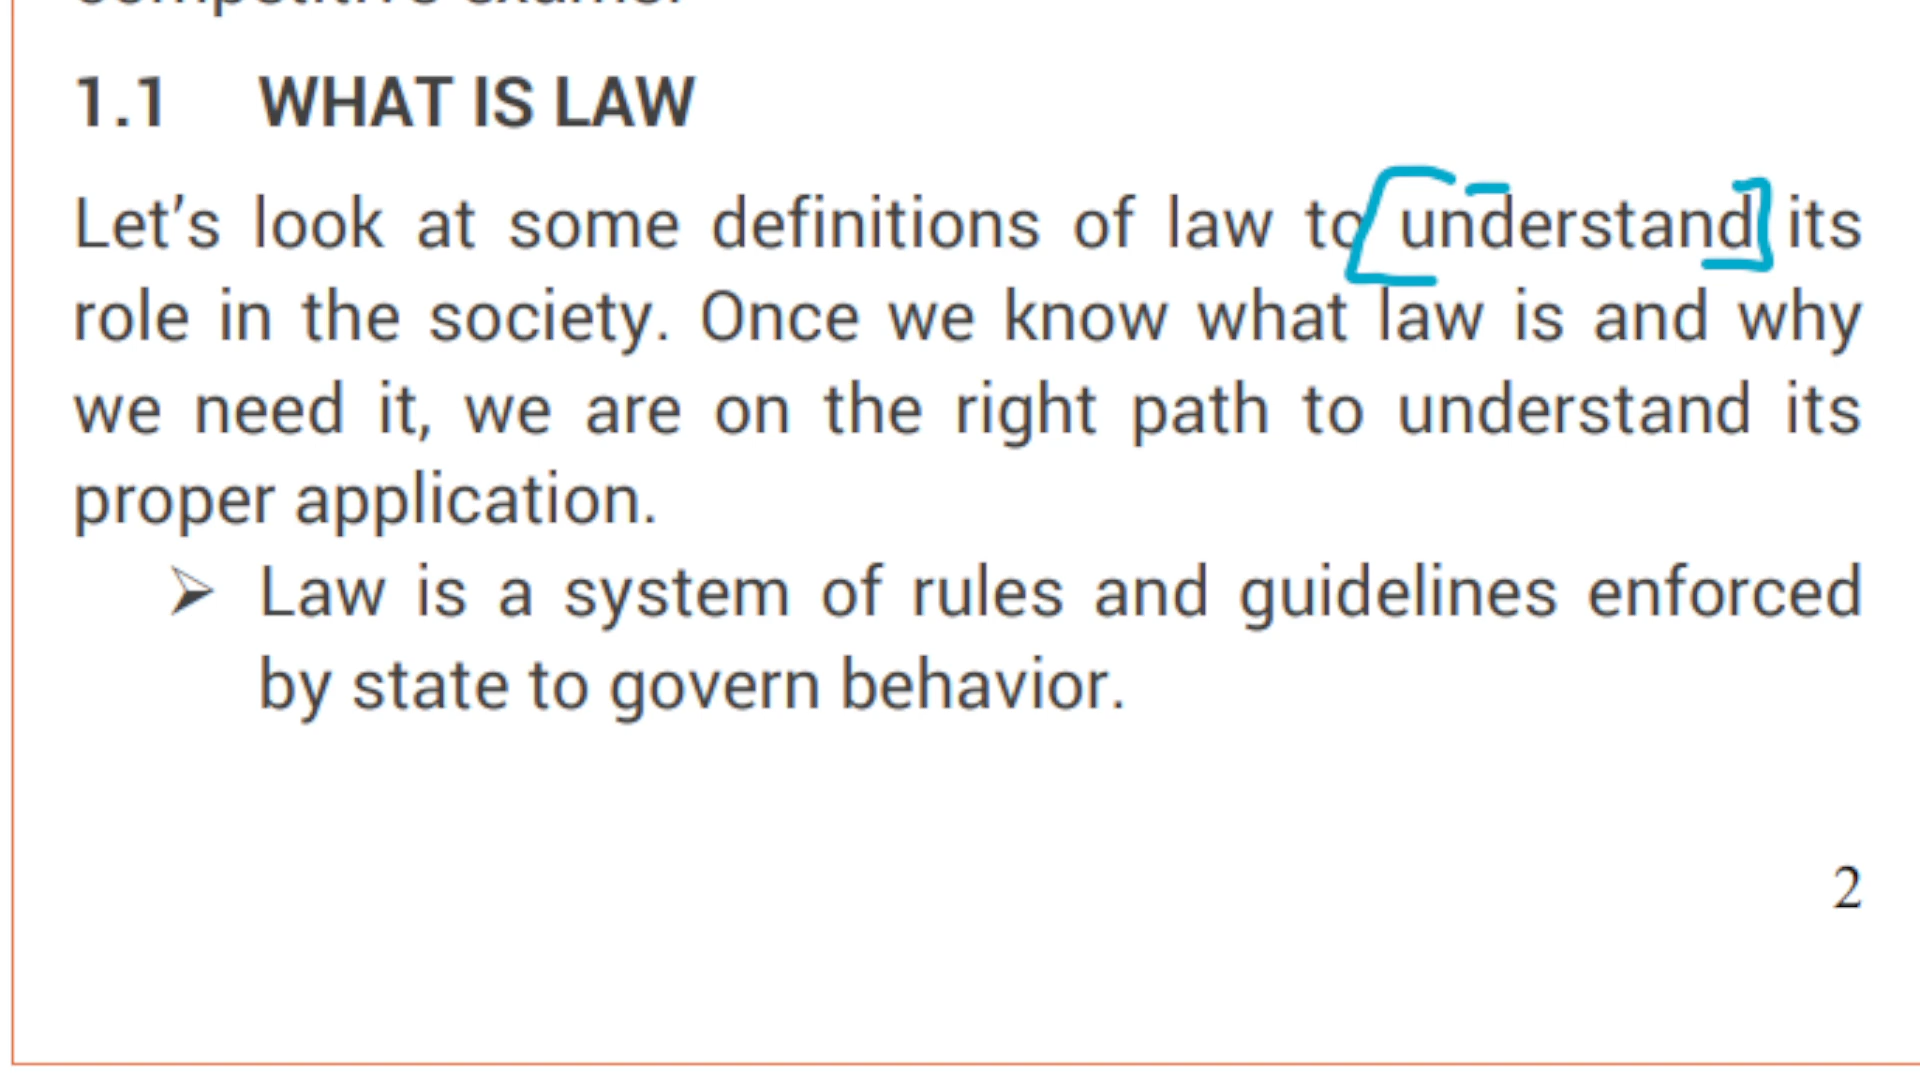 1.1 WHAT IS LAW
Let's look at some definitions of law to understand its
role in the society. Once we know what law is and why
we need it, we are on the right path to understand its
proper application.
➢ Law is a system of rules and guidelines enforced
by state to govern behavior.
2